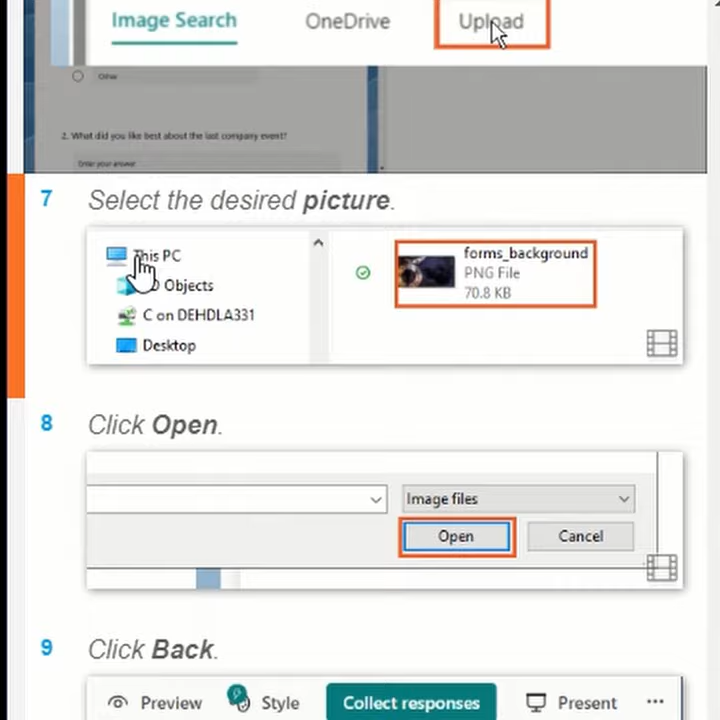 Image Search OneDrive Upload
Other
2. What did you like best about the last company event?
Enter your answer
7 Select the desired picture.
This PC
Objects
C on DEHDLA331
Desktop
forms_background
PNG File
70.8 KB
8 Click Open.
Image files
Open Cancel
9 Click Back.
Preview Style Collect responses Present ...